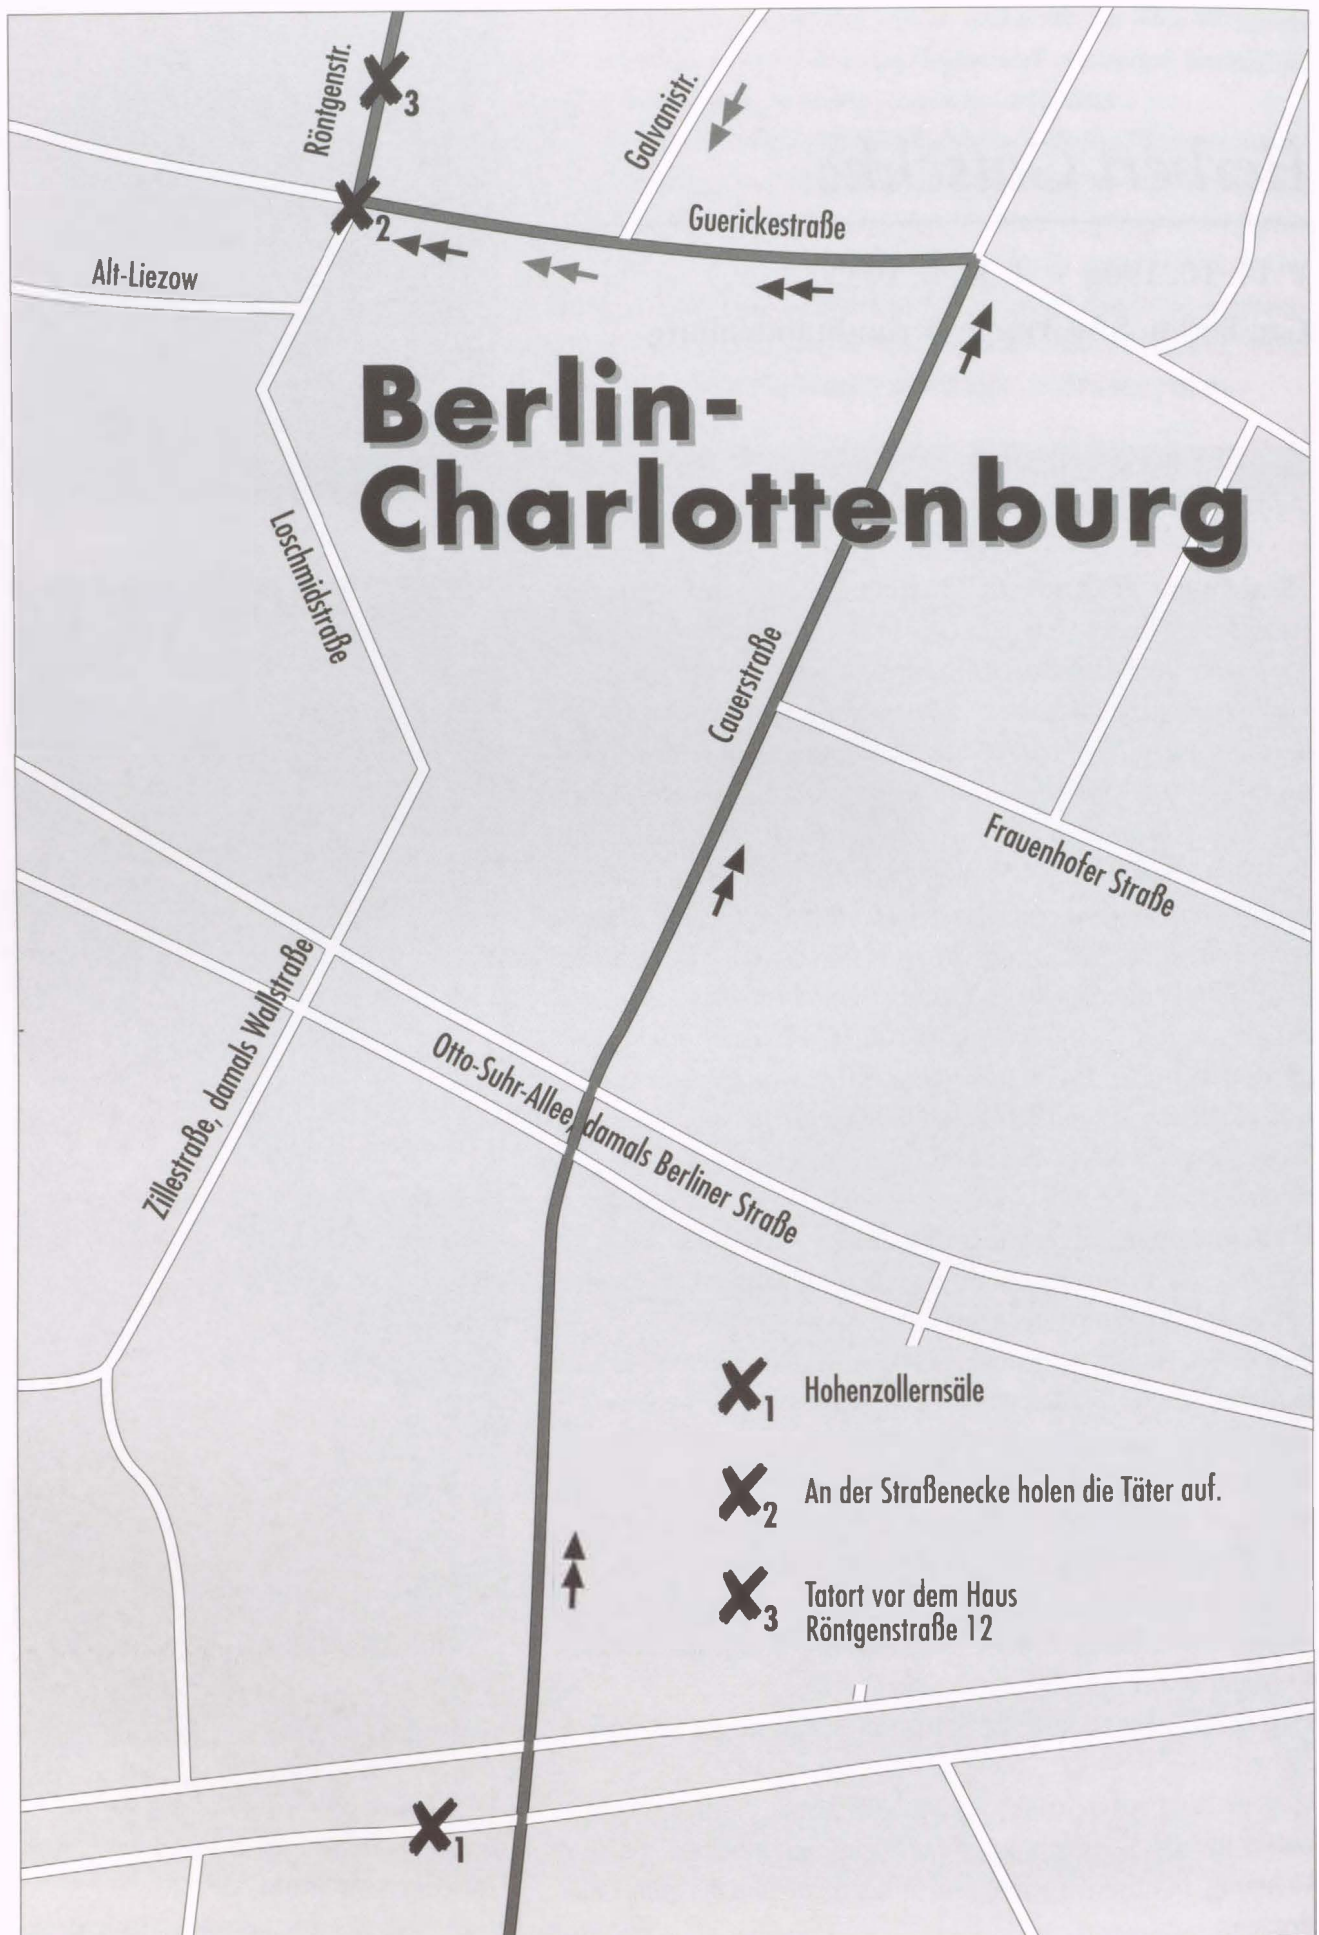 Röntgenstr.
3
Galvanistr.
2
Guerickestraße
Alt-Liezow
Berlin-
Charlottenburg
Loschmidstraße
Cauerstraße
Frauenhofer Straße
Zillestraße, damals Wallstraße
Otto-Suhr-Allee, damals Berliner Straße
1 Hohenzollernsäle
2 An der Straßenecke holen die Täter auf.
3 Tatort vor dem Haus
Röntgenstraße 12
1